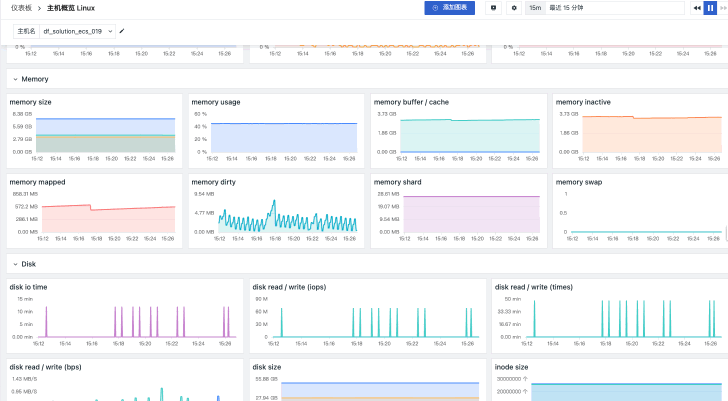 仪表板 > 主机概览 Linux
添加图表
15m 最近 15 分钟
主机名 df_solution_ecs_019
0 % 0 % 0 %
15:12 15:14 15:16 15:18 15:20 15:22 15:24 15:26 15:12 15:14 15:16 15:18 15:20 15:22 15:24 15:26 15:12 15:14 15:16 15:18 15:20 15:22 15:24 15:26
Memory
memory size
8.38 GB
5.59 GB
2.79 GB
0.00 GB
15:12 15:14 15:16 15:18 15:20 15:22 15:24 15:26
memory usage
60 %
40 %
20 %
0 %
15:12 15:14 15:16 15:18 15:20 15:22 15:24 15:26
memory buffer / cache
3.73 GB
1.86 GB
0.00 GB
15:12 15:14 15:16 15:18 15:20 15:22 15:24 15:26
memory inactive
3.73 GB
1.86 GB
0.00 GB
15:12 15:14 15:16 15:18 15:20 15:22 15:24 15:26
memory mapped
858.31 MB
572.2 MB
286.1 MB
0.00 MB
15:12 15:14 15:16 15:18 15:20 15:22 15:24 15:26
memory dirty
9.54 MB
4.77 MB
0.00 MB
15:12 15:14 15:16 15:18 15:20 15:22 15:24 15:26
memory shard
28.61 MB
19.07 MB
9.54 MB
0.00 MB
15:12 15:14 15:16 15:18 15:20 15:22 15:24 15:26
memory swap
1
0.5
0
15:12 15:14 15:16 15:18 15:20 15:22 15:24 15:26
Disk
disk io time
15 min
10 min
5 min
0.00 min
15:12 15:14 15:16 15:18 15:20 15:22 15:24 15:26
disk read / write (iops)
90 M
60 M
30 M
0
15:12 15:14 15:16 15:18 15:20 15:22 15:24 15:26
disk read / write (times)
50 min
33.33 min
16.67 min
0.00 min
15:12 15:14 15:16 15:18 15:20 15:22 15:24 15:26
disk read / write (bps)
1.43 MB/S
0.95 MB/S
disk size
55.88 GB
27.94 GB
inode size
30000000 个
20000000 个